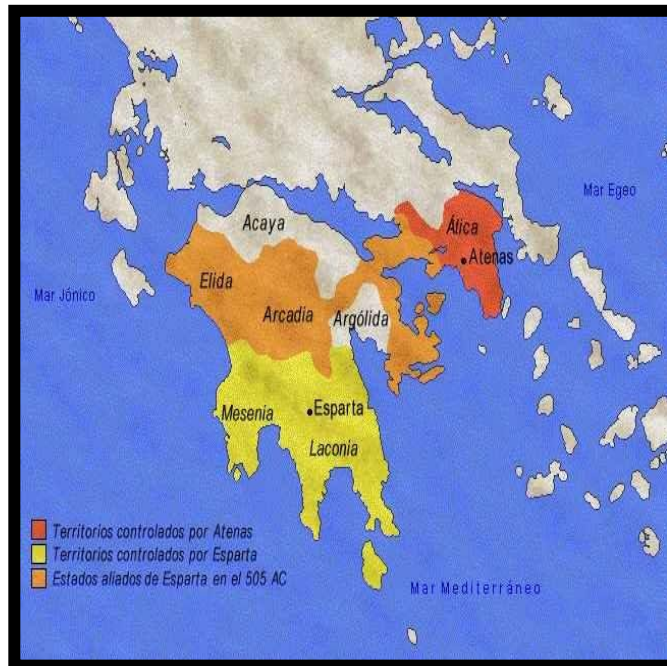 Mar Egeo
Acaya
Ática
Atenas
Elida
Mar Jónico
Arcadia
Argólida
Esparta
Mesenia
Laconia
Territorios controlados por Atenas
Territorios controlados por Esparta
Estados aliados de Esparta en el 505 AC
Mar Mediterráneo